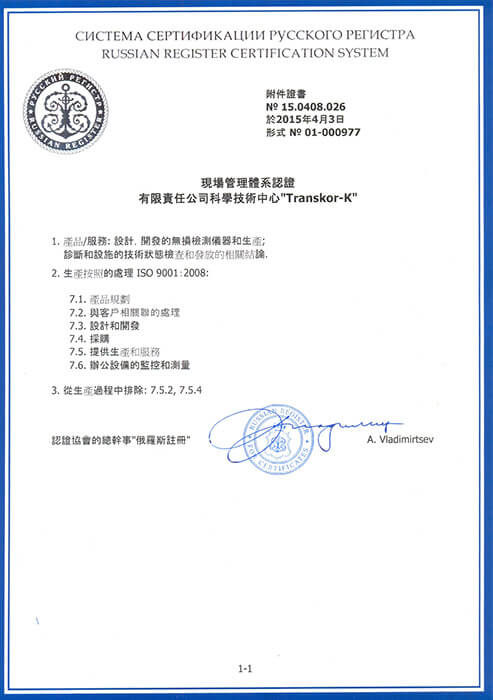 СИСТЕМА СЕРТИФИКАЦИИ РУССКОГО РЕГИСТРА
RUSSIAN REGISTER CERTIFICATION SYSTEM
РУССКИЙ РЕГИСТР
RUSSIAN REGISTER
附件證書
№ 15.0408.026
於2015年4月3日
形式 № 01-000977
現場管理體系認證
有限責任公司科學技術中心"Transkor-K"
1. 產品/服務: 設計, 開發的無損檢測儀器和生產;
診斷和設施的技術狀態檢查和發放的相關結論.
2. 生產按照的處理 ISO 9001:2008:
7.1. 產品規劃
7.2. 與客戶相關聯的處理
7.3. 設計和開發
7.4. 採購
7.5. 提供生產和服務
7.6. 辦公設備的監控和測量
3. 從生產過程中排除: 7.5.2, 7.5.4
認證協會的總幹事"俄羅斯註冊"
RUSSIAN REGISTER
FOR CERTIFICATES
A. Vladimirtsev
1-1